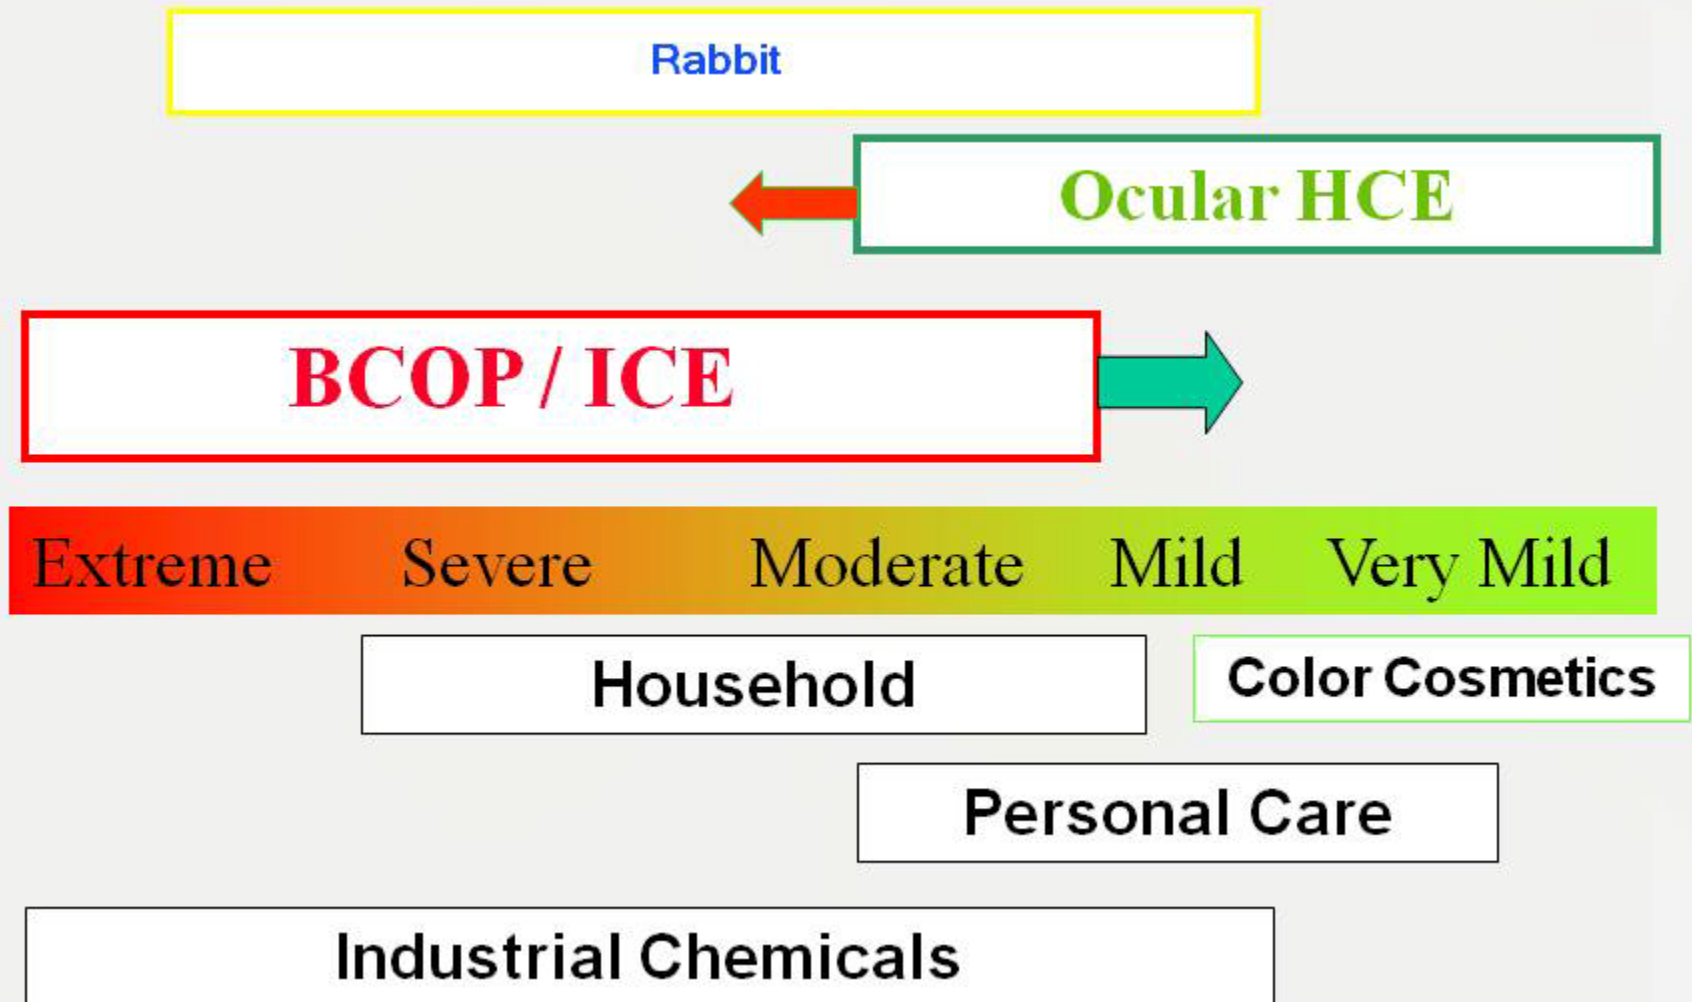 Rabbit
Ocular HCE
BCOP / ICE
Extreme Severe Moderate Mild Very Mild
Household
Color Cosmetics
Personal Care
Industrial Chemicals